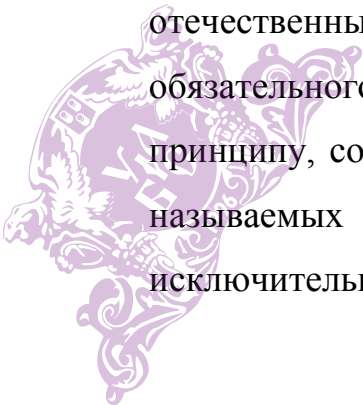 отечественны
обязательного
принципу, со
называемых
исключительн